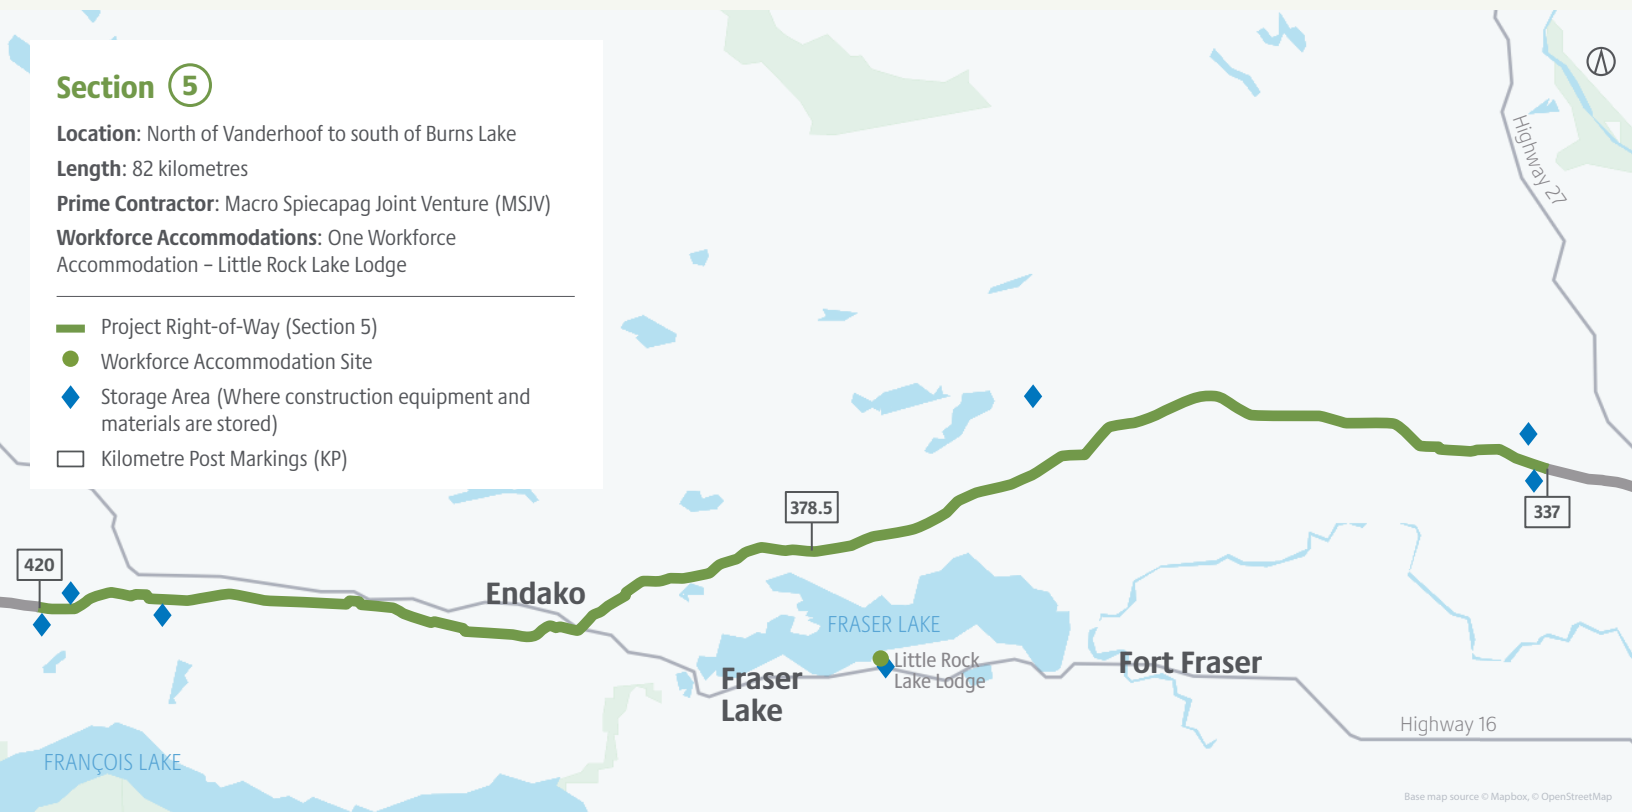 Section 5
Location: North of Vanderhoof to south of Burns Lake
Length: 82 kilometres
Prime Contractor: Macro Spiecapag Joint Venture (MSJV)
Workforce Accommodations: One Workforce
Accommodation – Little Rock Lake Lodge
Project Right-of-Way (Section 5)
Workforce Accommodation Site
Storage Area (Where construction equipment and
materials are stored)
Kilometre Post Markings (KP)
Highway 27
378.5
337
420
Endako
FRASER LAKE
Little Rock
Lake Lodge
Fort Fraser
Fraser
Lake
Highway 16
FRANÇOIS LAKE
Base map source © Mapbox, © OpenStreetMap